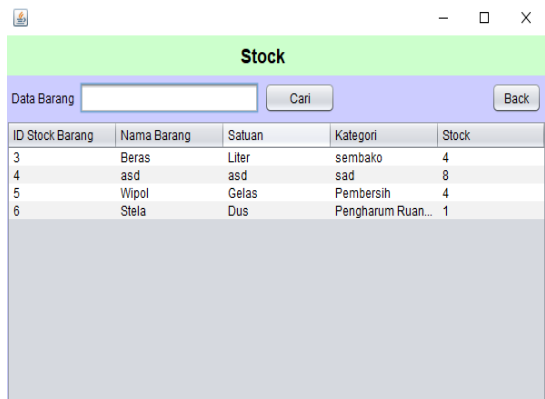 Stock
Data Barang Cari Back
ID Stock Barang Nama Barang Satuan Kategori Stock
3 Beras Liter sembako 4
4 asd asd sad 8
5 Wipol Gelas Pembersih 4
6 Stela Dus Pengharum Ruan... 1